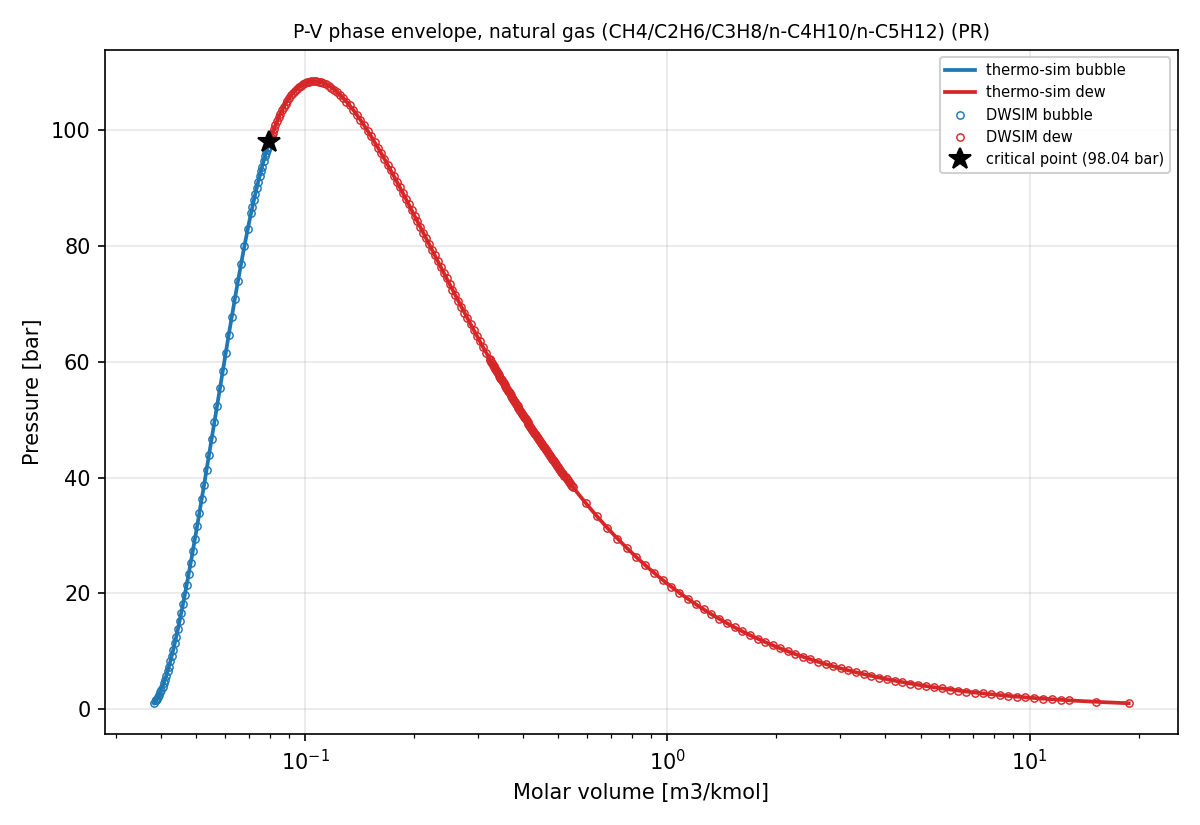 P-V phase envelope, natural gas (CH4/C2H6/C3H8/n-C4H10/n-C5H12) (PR)
thermo-sim bubble
thermo-sim dew
DWSIM bubble
DWSIM dew
critical point (98.04 bar)
Pressure [bar]
100
80
60
40
20
0
10⁻¹
10⁰
10¹
Molar volume [m3/kmol]